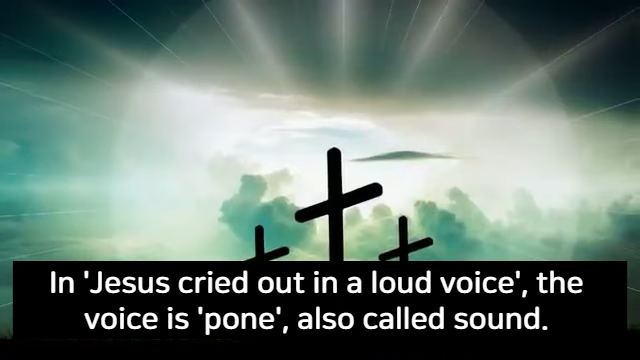 In 'Jesus cried out in a loud voice', the
voice is 'pone', also called sound.